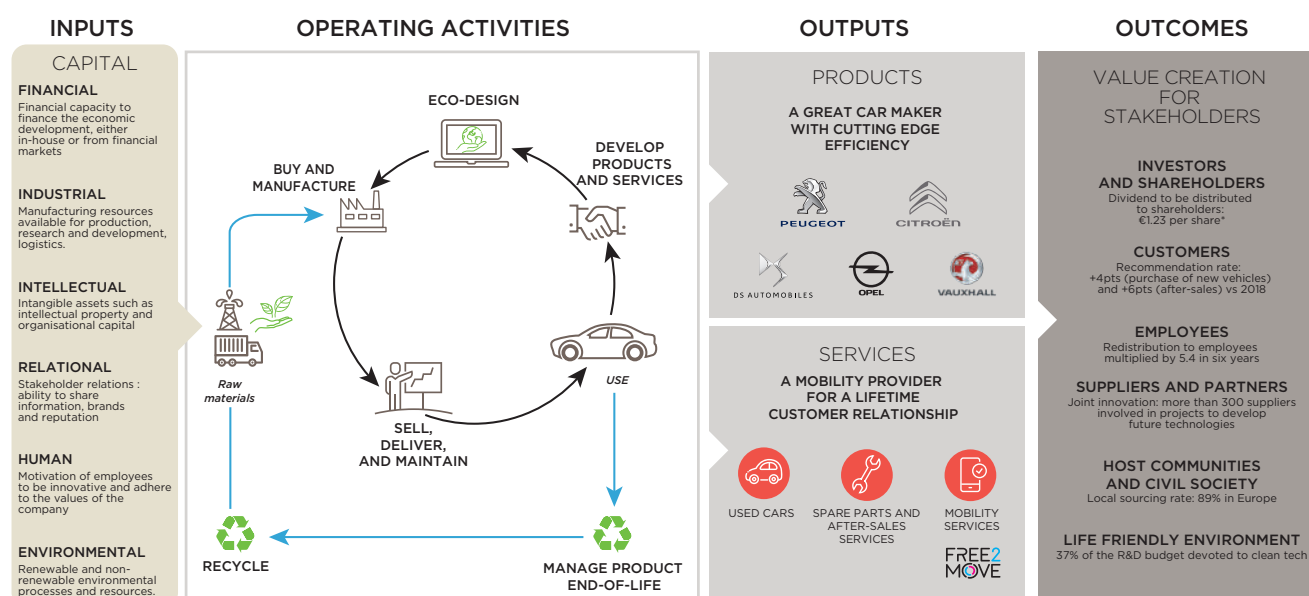 INPUTS
CAPITAL
FINANCIAL
Financial capacity to
finance the economic
development, either
in-house or from financial
markets
INDUSTRIAL
Manufacturing resources
available for production,
research and development,
logistics.
INTELLECTUAL
Intangible assets such as
intellectual property and
organisational capital
RELATIONAL
Stakeholder relations :
ability to share
information, brands
and reputation
HUMAN
Motivation of employees
to be innovative and adhere
to the values of the
company
ENVIRONMENTAL
Renewable and non-
renewable environmental
processes and resources.
OPERATING ACTIVITIES
ECO-DESIGN
DEVELOP
PRODUCTS
AND SERVICES
BUY AND
MANUFACTURE
Raw
materials
USE
SELL,
DELIVER,
AND MAINTAIN
RECYCLE
MANAGE PRODUCT
END-OF-LIFE
OUTPUTS
PRODUCTS
A GREAT CAR MAKER
WITH CUTTING EDGE
EFFICIENCY
PEUGEOT
CITROËN
DS AUTOMOBILES
OPEL
VAUXHALL
SERVICES
A MOBILITY PROVIDER
FOR A LIFETIME
CUSTOMER RELATIONSHIP
USED CARS
SPARE PARTS AND
AFTER-SALES
SERVICES
MOBILITY
SERVICES
FREE2
MOVE
OUTCOMES
VALUE CREATION
FOR
STAKEHOLDERS
INVESTORS
AND SHAREHOLDERS
Dividend to be distributed
to shareholders:
€1.23 per share*
CUSTOMERS
Recommendation rate:
+4pts (purchase of new vehicles)
and +6pts (after-sales) vs 2018
EMPLOYEES
Redistribution to employees
multiplied by 5.4 in six years
SUPPLIERS AND PARTNERS
Joint innovation: more than 300 suppliers
involved in projects to develop
future technologies
HOST COMMUNITIES
AND CIVIL SOCIETY
Local sourcing rate: 89% in Europe
LIFE FRIENDLY ENVIRONMENT
37% of the R&D budget devoted to clean tech